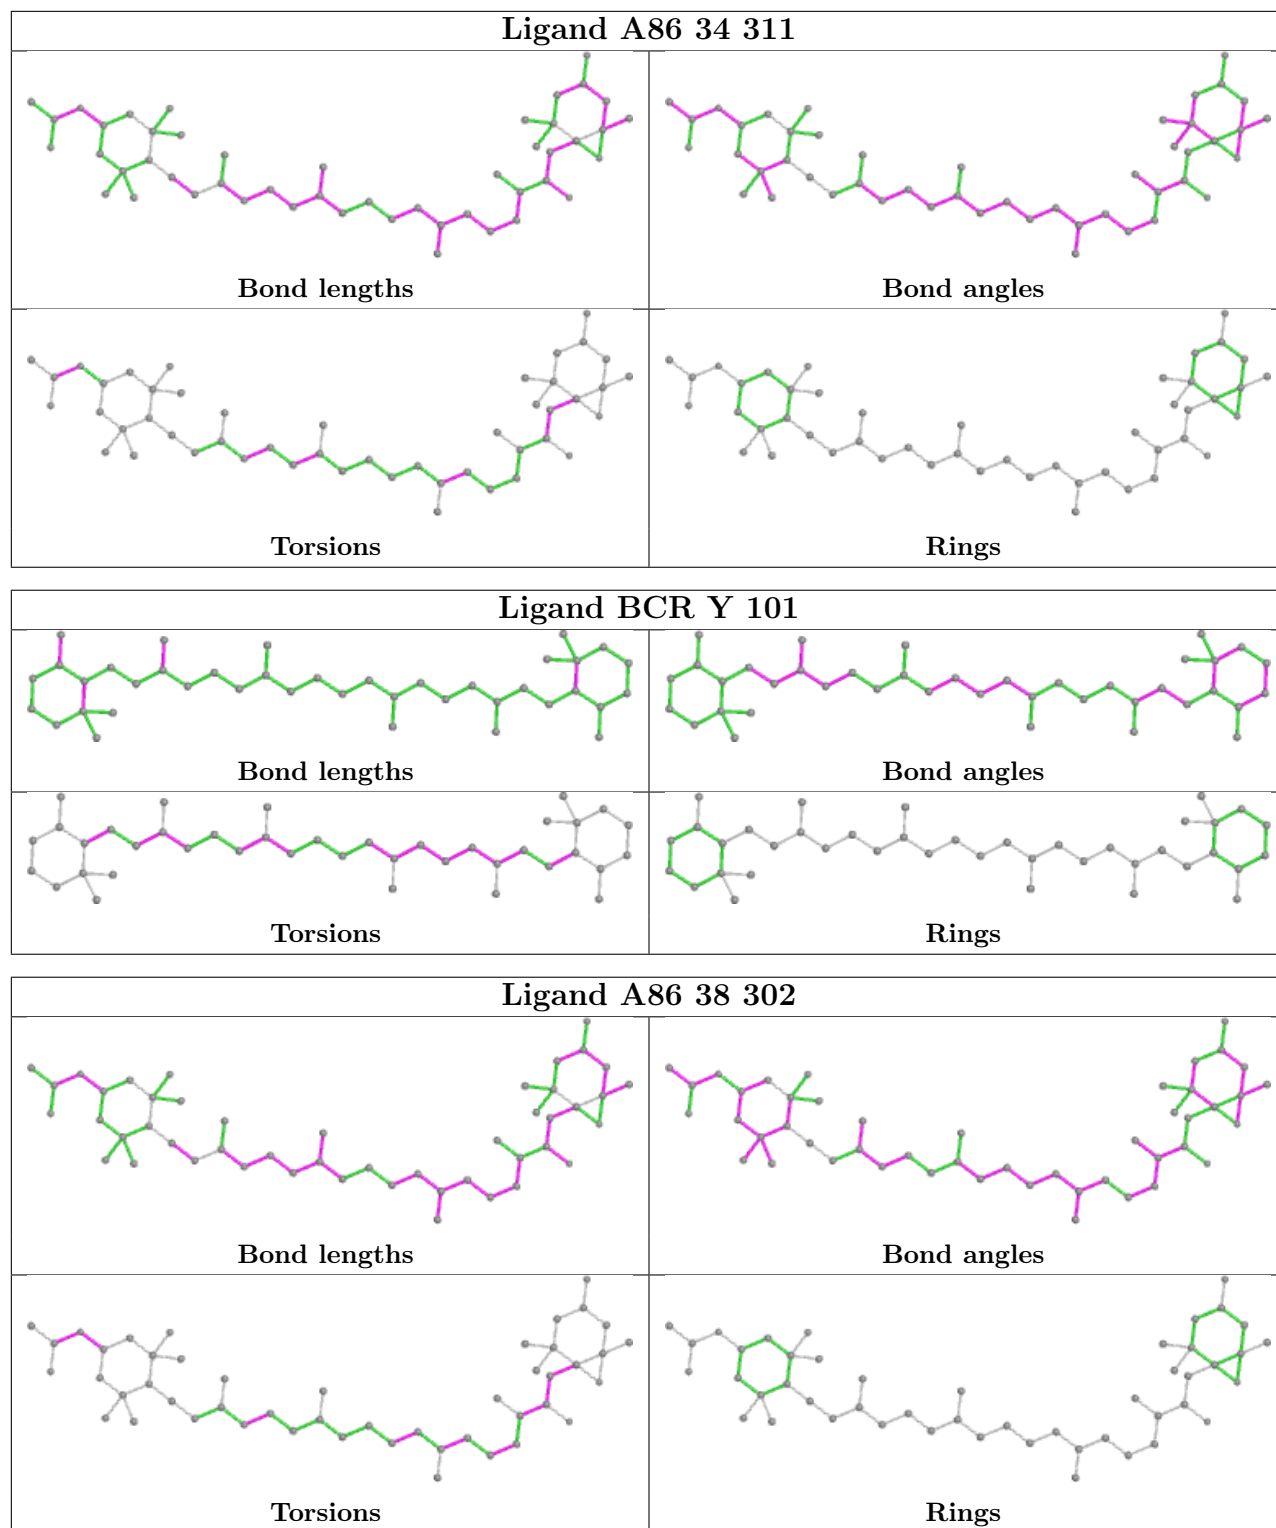 Ligand A86 34 311
Bond lengths
Bond angles
Torsions
Rings
Ligand BCR Y 101
Bond lengths
Bond angles
Torsions
Rings
Ligand A86 38 302
Bond lengths
Bond angles
Torsions
Rings